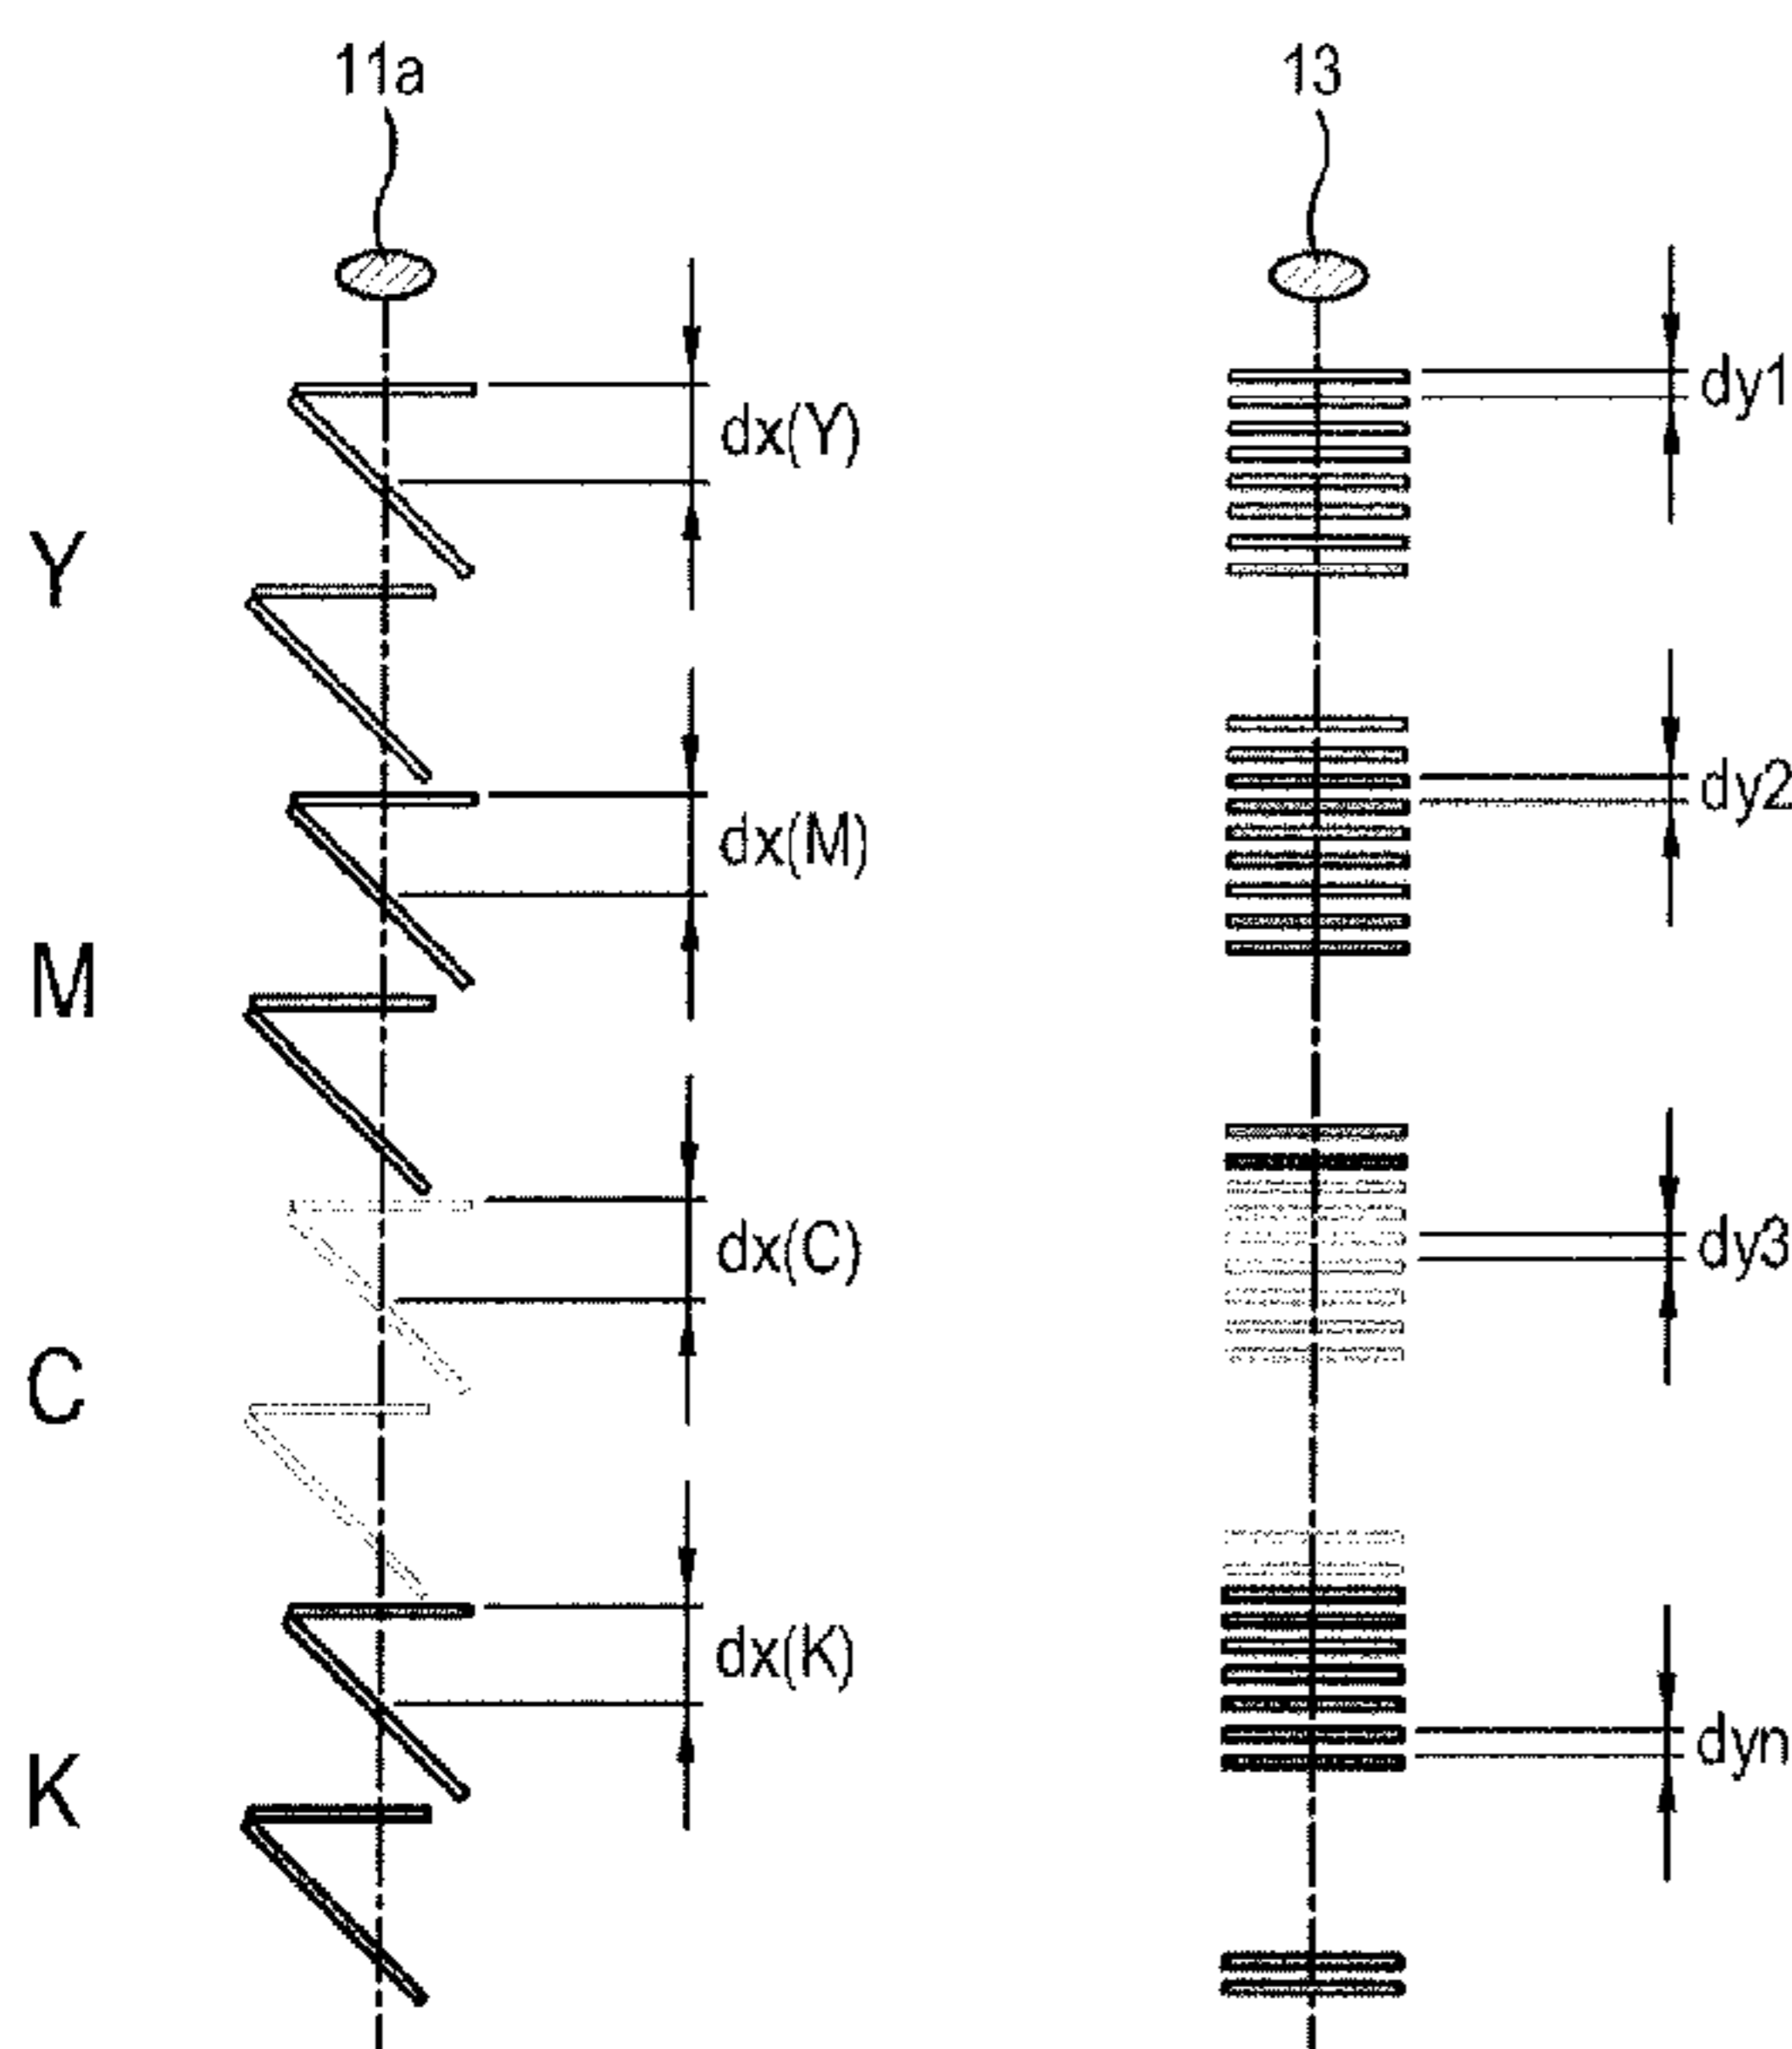 11a 13
dx(Y) dy1
Y
dx(M) dy2
M
dx(C) dy3
C
dx(K) dyn
K